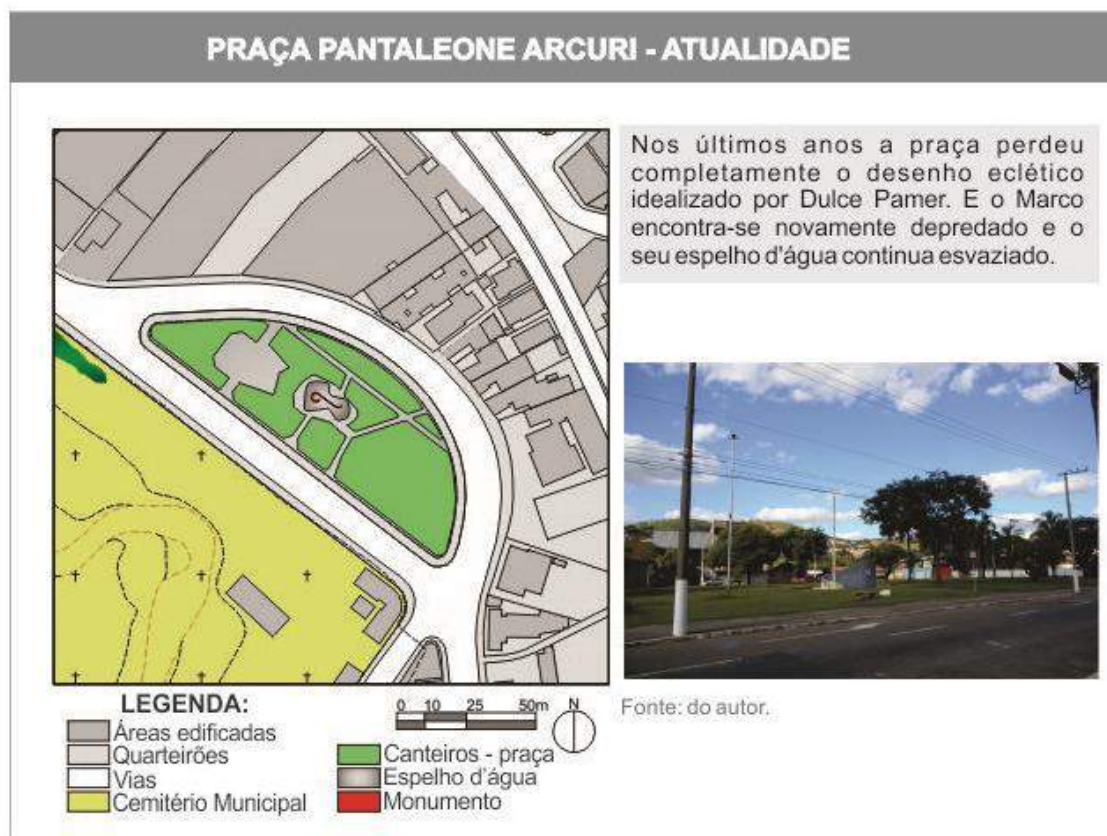 PRAÇA PANTALEONE ARCURI - ATUALIDADE
Nos últimos anos a praça perdeu
completamente o desenho eclético
idealizado por Dulce Pamer. E o Marco
encontra-se novamente depredado e o
seu espelho d'água continua esvaziado.
LEGENDA:
Áreas edificadas
Quarteirões
Vias
Cemitério Municipal
0 10 25 50m
N
Canteiros - praça
Espelho d'água
Monumento
Fonte: do autor.